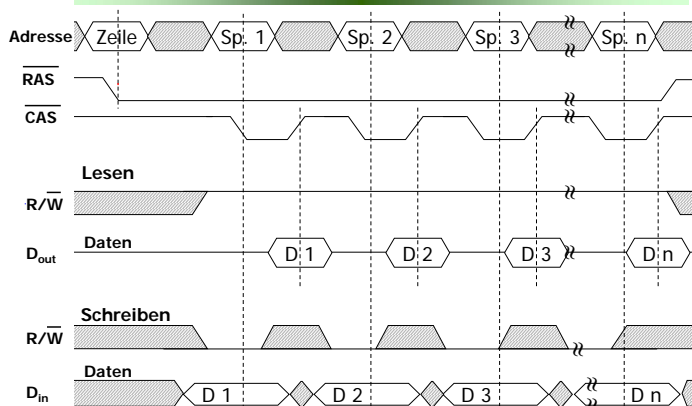 Adresse Zeile Sp. 1 Sp. 2 Sp. 3 Sp. n
RAS
CAS
Lesen
R/W
Daten
Dout D 1 D 2 D 3 D n
Schreiben
R/W
Daten
Din D 1 D 2 D 3 D n